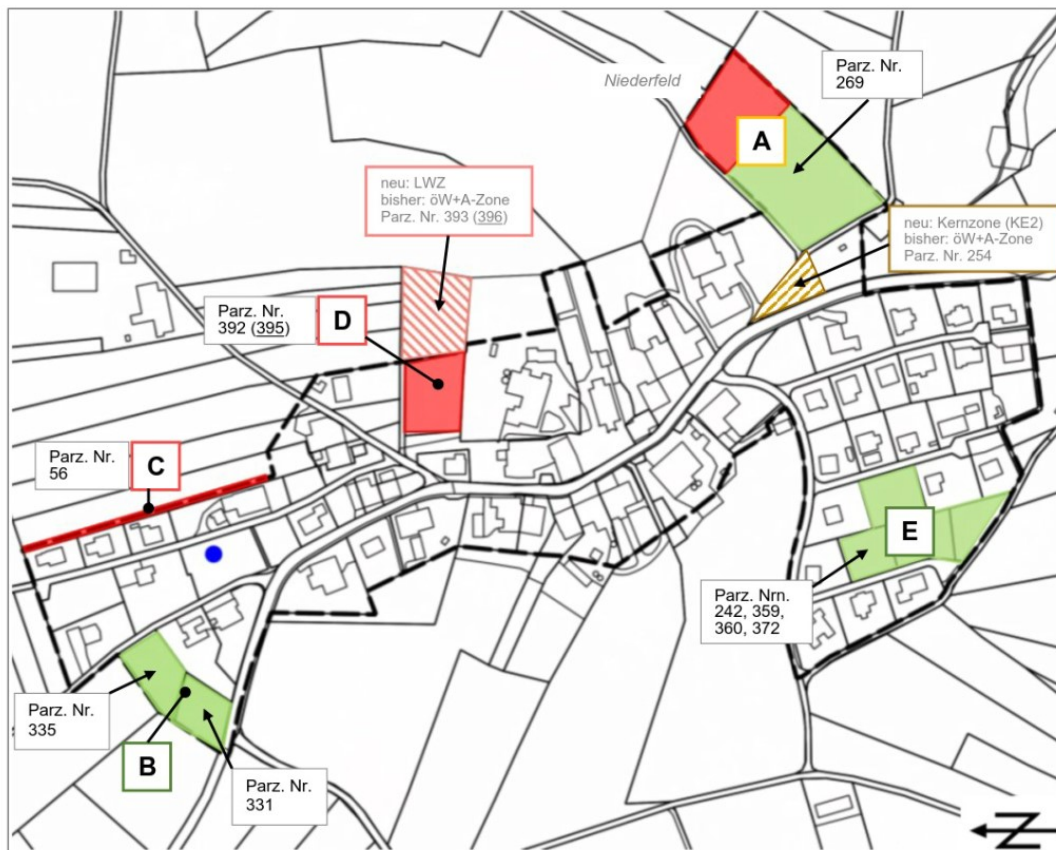 Niederfeld
Parz. Nr.
269
A
neu: LWZ
bisher: öW+A-Zone
Parz. Nr. 393 (396)
neu: Kernzone (KE2)
bisher: öW+A-Zone
Parz. Nr. 254
Parz. Nr.
392 (395)
D
Parz. Nr.
56
C
E
Parz. Nrn.
242, 359,
360, 372
Parz. Nr.
335
B
Parz. Nr.
331
N